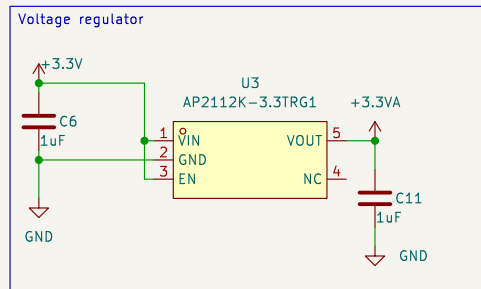 Voltage regulator
+3.3V
U3
AP2112K-3.3TRG1
+3.3VA
C6
1uF
1 VIN
2 GND
3 EN
VOUT 5
NC 4
C11
1uF
GND
GND